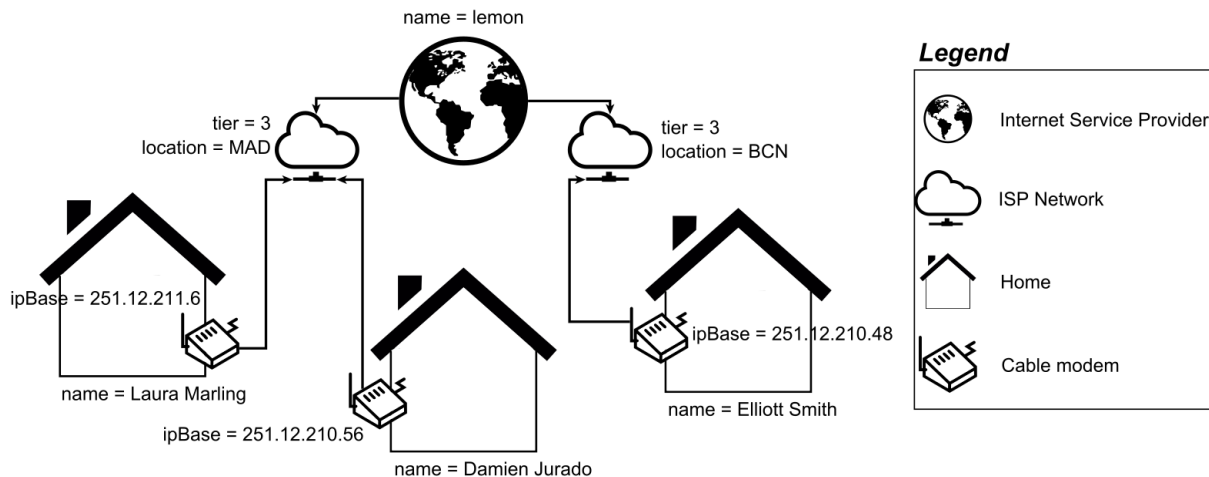 name = lemon
tier = 3
location = MAD
tier = 3
location = BCN
ipBase = 251.12.211.6
name = Laura Marling
ipBase = 251.12.210.56
name = Damien Jurado
ipBase = 251.12.210.48
name = Elliott Smith
Legend
Internet Service Provider
ISP Network
Home
Cable modem